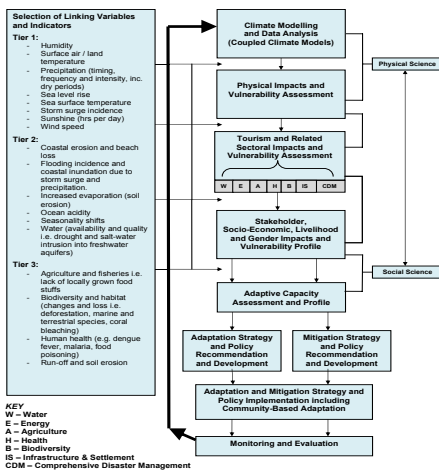 Selection of Linking Variables
and Indicators
Tier 1:
– Humidity
– Surface air / land
temperature
– Precipitation (timing,
frequency and intensity, inc.
dry periods)
– Sea level rise
– Sea surface temperature
– Storm surge incidence
– Sunshine (hrs per day)
– Wind speed
Tier 2:
– Coastal erosion and beach
loss
– Flooding incidence and
coastal inundation due to
storm surge and
precipitation.
– Increased evaporation (soil
erosion)
– Ocean acidity
– Seasonality shifts
– Water (availability and quality
i.e. drought and salt-water
intrusion into freshwater
aquifers)
Tier 3:
– Agriculture and fisheries i.e.
lack of locally grown food
stuffs
– Biodiversity and habitat
(changes and loss i.e.
deforestation, marine and
terrestrial species, coral
bleaching)
– Human health (e.g. dengue
fever, malaria, food
poisoning)
– Run-off and soil erosion
KEY
W – Water
E – Energy
A – Agriculture
H – Health
B – Biodiversity
IS – Infrastructure & Settlement
CDM – Comprehensive Disaster Management
Climate Modelling
and Data Analysis
(Coupled Climate Models)
Physical Impacts and
Vulnerability Assessment
Tourism and Related
Sectoral Impacts and
Vulnerability Assessment
W E A H B IS CDM
Stakeholder,
Socio-Economic, Livelihood
and Gender Impacts and
Vulnerability Profile
Adaptive Capacity
Assessment and Profile
Adaptation Strategy
and Policy
Recommendation
and Development
Mitigation Strategy
and Policy
Recommendation
and Development
Adaptation and Mitigation Strategy and
Policy Implementation including
Community-Based Adaptation
Monitoring and Evaluation
Physical Science
Social Science